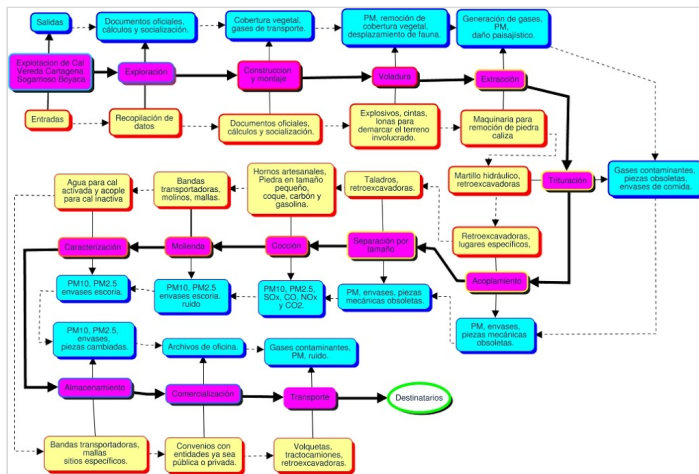 Salidas
Documentos oficiales,
cálculos y socialización.
Cobertura vegetal,
gases de transporte.
PM, remoción de
cobertura vegetal,
desplazamiento de fauna.
Generación de gases,
PM,
daño paisajístico.
Exploración de Cal
Vereda Cartagena
Sogamoso Boyaca
Exploración
Construccion
y montaje
Voladura
Extracción
Entradas
Recopilación de
datos
Documentos oficiales,
cálculos y socialización.
Explosivos, cintas,
lonas para
demarcar el terreno
involucrado.
Maquinaria para
remoción de piedra
caliza
Agua para cal
activada y acople
para cal inactiva
Bandas
transportadoras,
molinos, mallas.
Hornos artesanales,
Piedra en tamaño
pequeño,
coque, carbón y
gasolina.
Taladros,
retroexcavadoras.
Martillo hidráulico,
retroexcavadoras
Trituración
Gases contaminantes,
piezas obsoletas,
envases de comida.
Retroexcavadoras,
lugares específicos,
Caracterización
Molienda
Cocción
Separación por
tamaño
Acoplamiento
PM10, PM2.5
envases escoria.
PM10, PM2.5
envases escoria.
ruido
PM10, PM2.5,
SOx, CO, NOx
y CO2.
PM, envases, piezas
mecánicas obsoletas.
PM, envases,
piezas mecánicas
obsoletas.
PM10, PM2.5,
envases,
piezas cambiadas.
Archivos de oficina.
Gases contaminantes,
PM, ruido.
Almacenamiento
Comercialización
Transporte
Destinatarios
Bandas transportadoras,
mallas
sitios específicos.
Convenios con
entidades ya sea
pública o privada.
Volquetas,
tractocamiones,
retroexcavadoras.